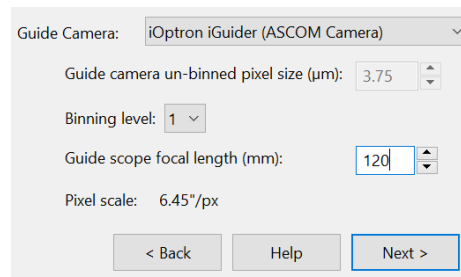 Guide Camera: iOptron iGuider (ASCOM Camera)
Guide camera un-binned pixel size (μm): 3.75
Binning level: 1
Guide scope focal length (mm): 120
Pixel scale: 6.45"/px
< Back Help Next >